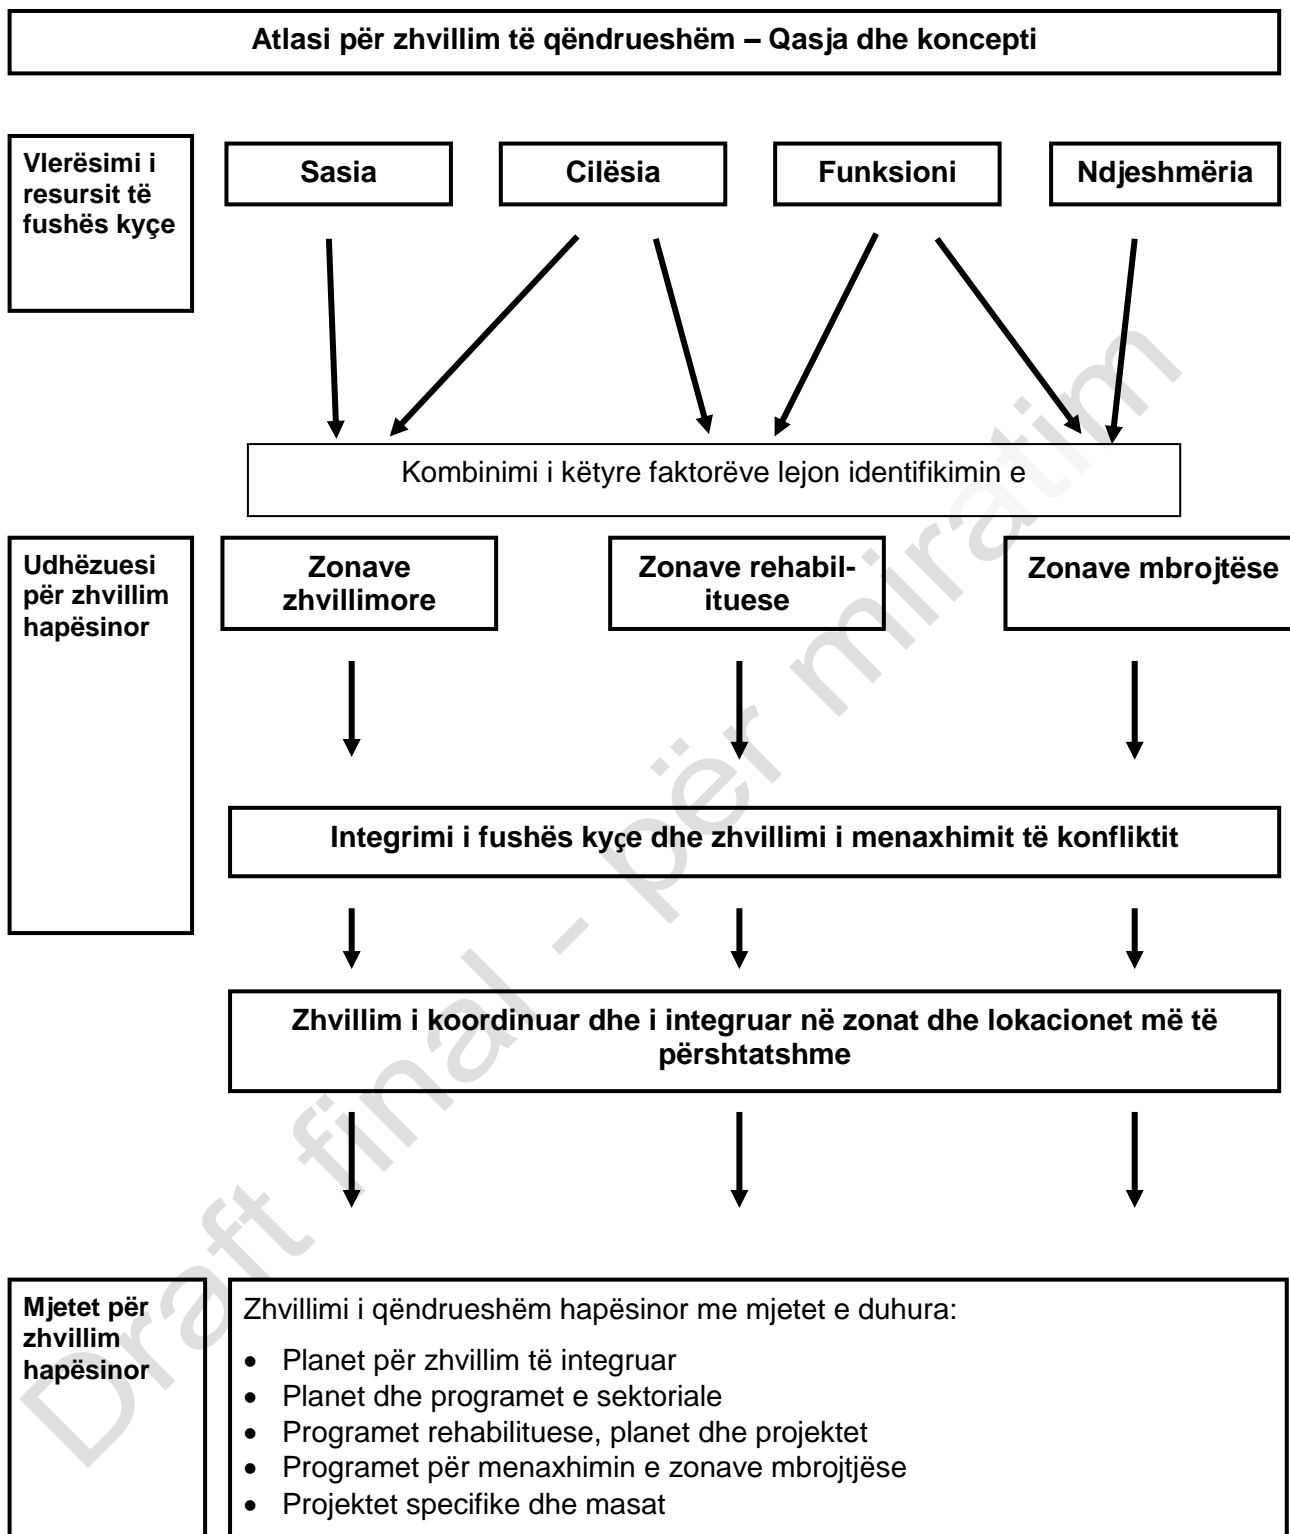 Atlasi për zhvillim të qëndrueshëm – Qasja dhe koncepti
Vlerësimi i
resursit të
fushës kyçe
Sasia
Cilësia
Funksioni
Ndjeshmëria
Kombinimi i këtyre faktorëve lejon identifikimin e
Udhëzuesi
për zhvillim
hapësinor
Zonave
zhvillimore
Zonave rehabil-
ituese
Zonave mbrojtëse
Integrimi i fushës kyçe dhe zhvillimi i menaxhimit të konfliktit
Zhvillim i koordinuar dhe i integruar në zonat dhe lokacionet më të
përshtatshme
Mjetet për
zhvillim
hapësinor
Zhvillimi i qëndrueshëm hapësinor me mjetet e duhura:
• Planet për zhvillim të integruar
• Planet dhe programet e sektoriale
• Programet rehabilituese, planet dhe projektet
• Programet për menaxhimin e zonave mbrojtjëse
• Projektet specifike dhe masat
Draft final - për miratim